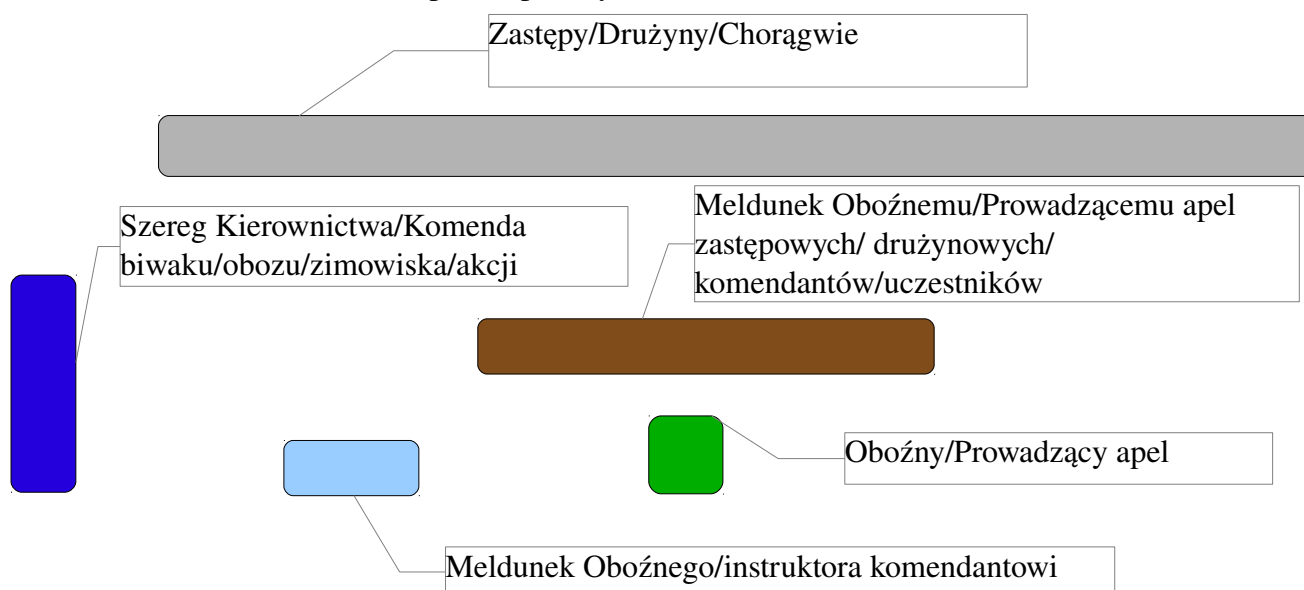 Zastępy/Drużyny/Chorągwie
Szereg Kierownictwa/Komenda
biwaku/obozu/zimowiska/akcji
Meldunek Oboźnemu/Prowadzącemu apel
zastępowych/ drużynowych/
komendantów/uczestników
Oboźny/Prowadzący apel
Meldunek Oboźnego/instruktora komendantowi